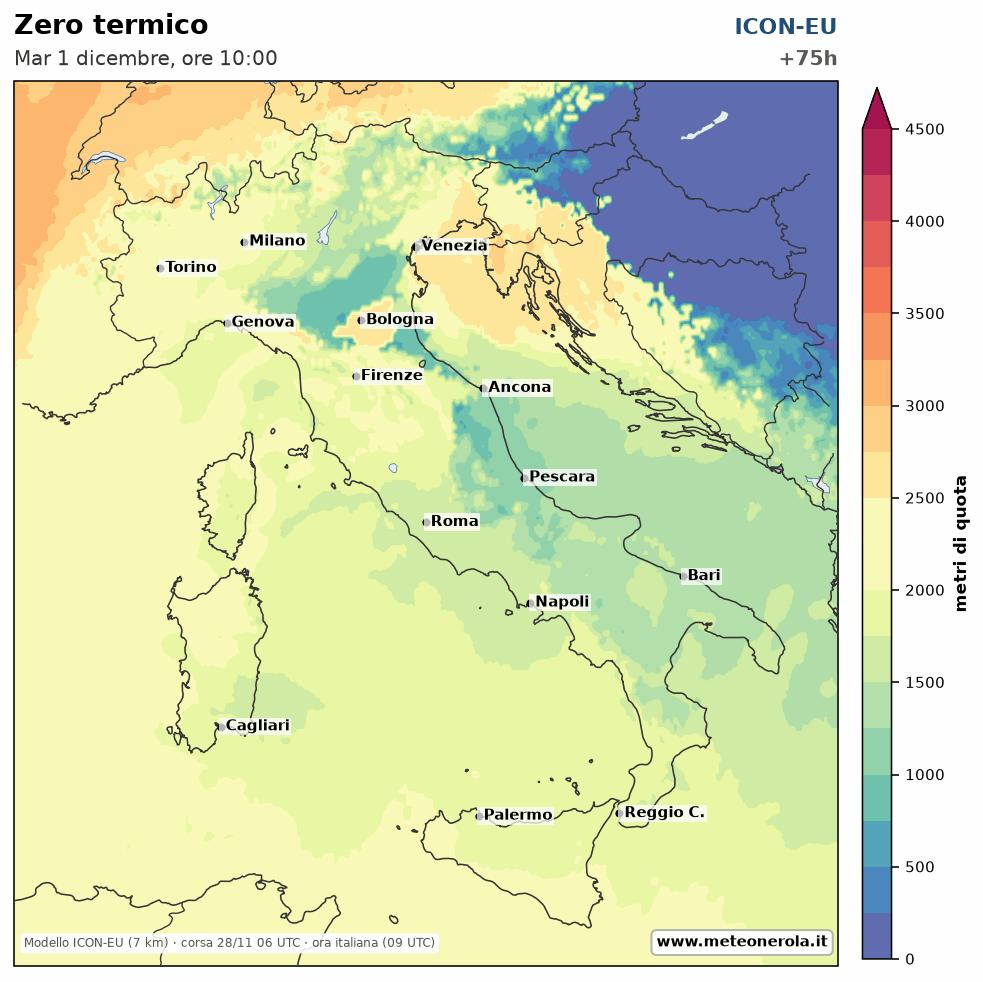 Zero termico
ICON-EU
Mar 1 dicembre, ore 10:00
+75h
Milano
Venezia
Torino
Genova
Bologna
Firenze
Ancona
Pescara
Roma
Bari
Napoli
Cagliari
Palermo
Reggio C.
4500
4000
3500
3000
2500
2000
1500
1000
500
0
metri di quota
Modello ICON-EU (7 km) · corsa 28/11 06 UTC · ora italiana (09 UTC)
www.meteonerola.it